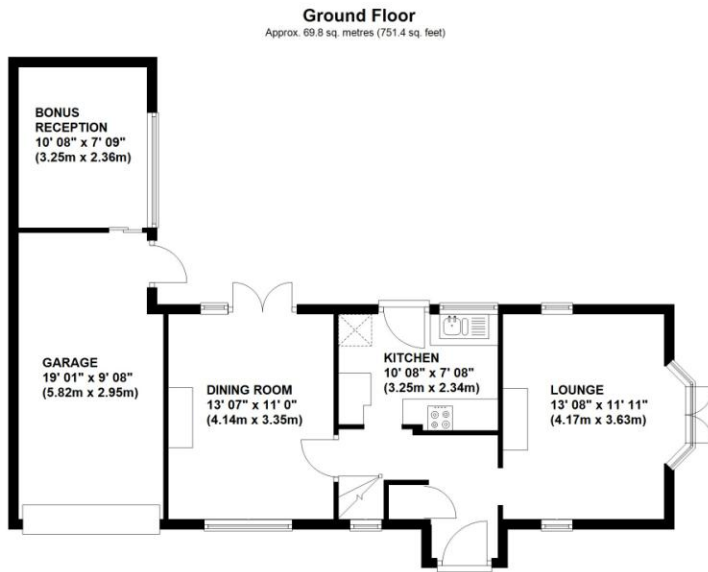 Ground Floor
Approx. 69.8 sq. metres (751.4 sq. feet)
BONUS
RECEPTION
10' 08" x 7' 09"
(3.25m x 2.36m)
GARAGE
19' 01" x 9' 08"
(5.82m x 2.95m)
DINING ROOM
13' 07" x 11' 0"
(4.14m x 3.35m)
KITCHEN
10' 08" x 7' 08"
(3.25m x 2.34m)
LOUNGE
13' 08" x 11' 11"
(4.17m x 3.63m)